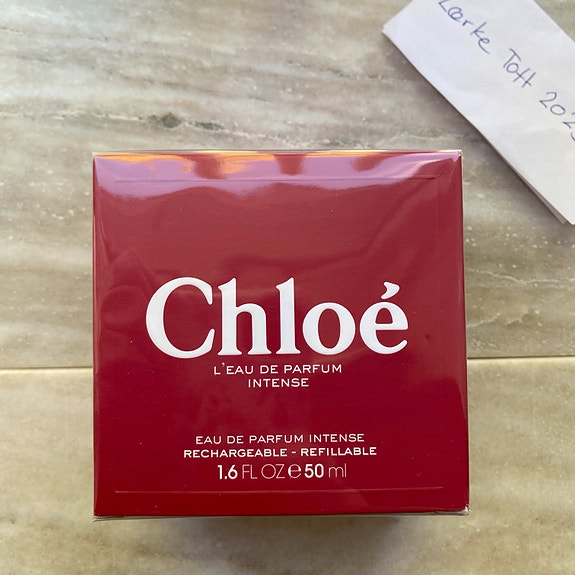 Lærke Toft 2025
Chloé
L'EAU DE PARFUM
INTENSE
EAU DE PARFUM INTENSE
RECHARGEABLE - REFILLABLE
1.6 FL OZ e 50 ml